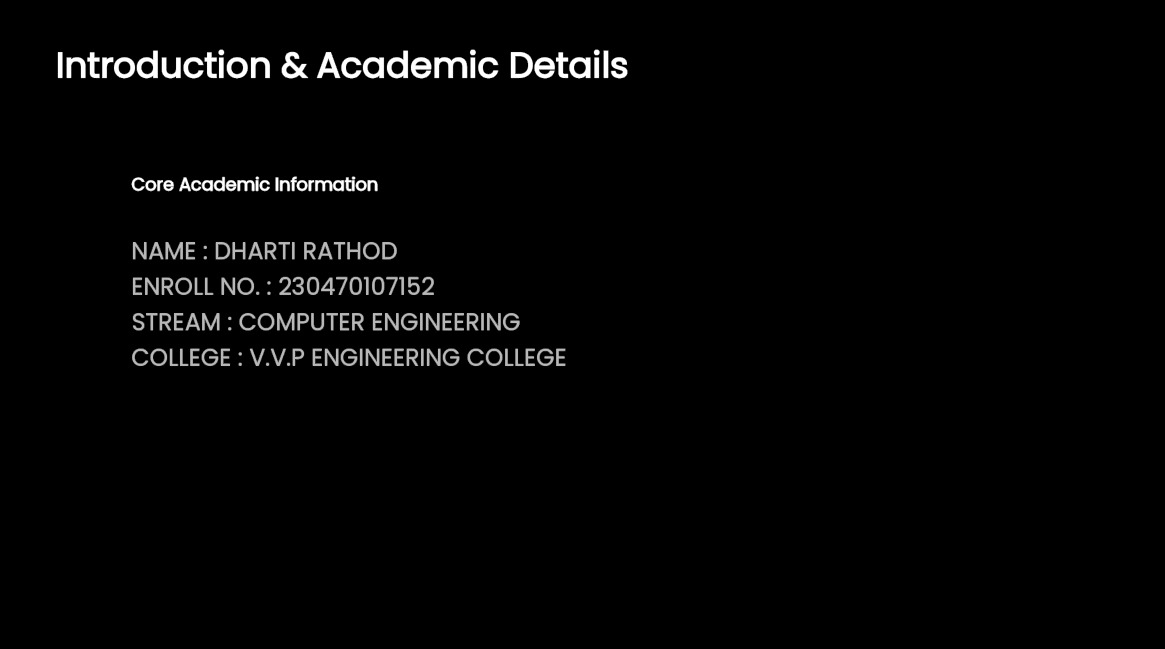 Introduction & Academic Details
Core Academic Information
NAME : DHARTI RATHOD
ENROLL NO. : 230470107152
STREAM : COMPUTER ENGINEERING
COLLEGE : V.V.P ENGINEERING COLLEGE